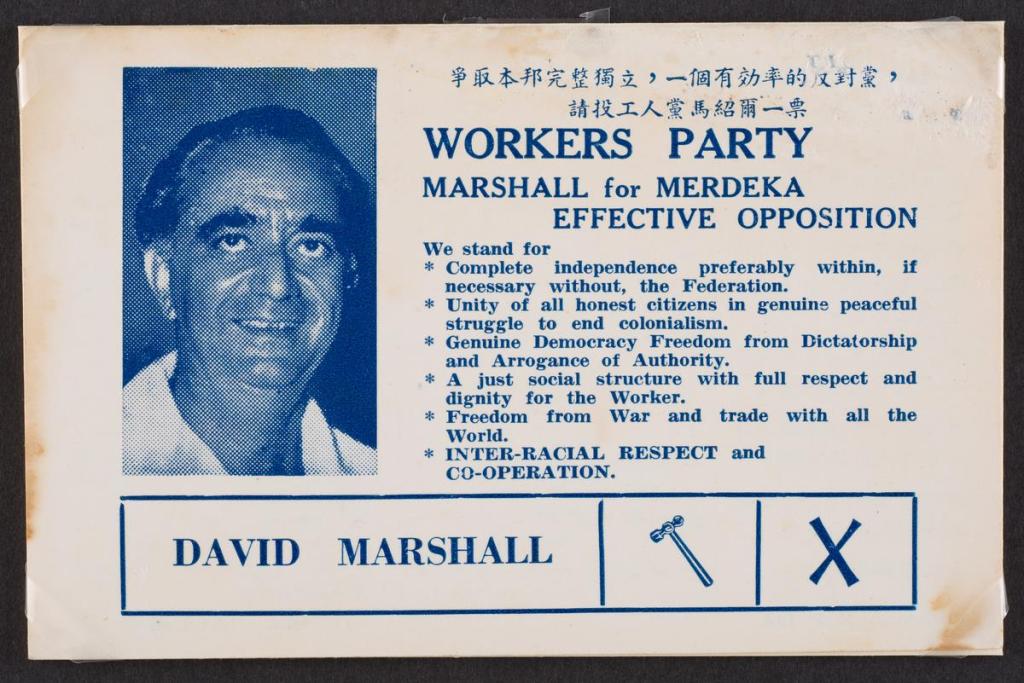 爭取本邦完整獨立，一個有効率的反對黨，
請投工人黨馬紹爾一票
WORKERS PARTY
MARSHALL for MERDEKA
EFFECTIVE OPPOSITION
We stand for
* Complete independence preferably within, if
necessary without, the Federation.
* Unity of all honest citizens in genuine peaceful
struggle to end colonialism.
* Genuine Democracy Freedom from Dictatorship
and Arrogance of Authority.
* A just social structure with full respect and
dignity for the Worker.
* Freedom from War and trade with all the
World.
* INTER-RACIAL RESPECT and
CO-OPERATION.
DAVID MARSHALL X